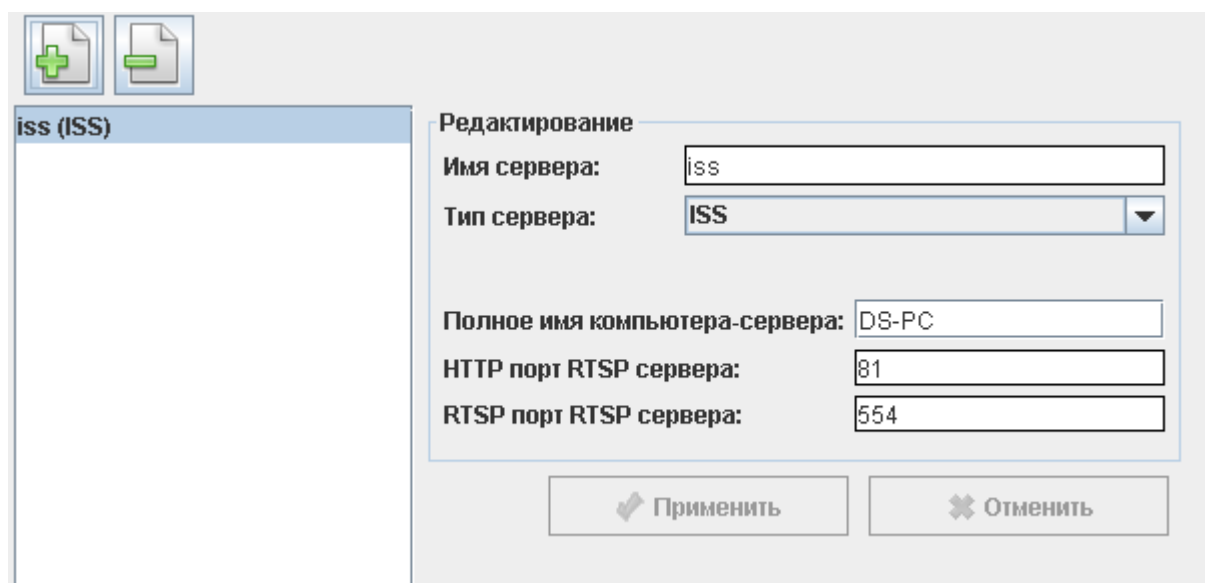 iss (ISS)
Редактирование
Имя сервера: iss
Тип сервера: ISS
Полное имя компьютера-сервера: DS-PC
HTTP порт RTSP сервера: 81
RTSP порт RTSP сервера: 554
Применить Отменить